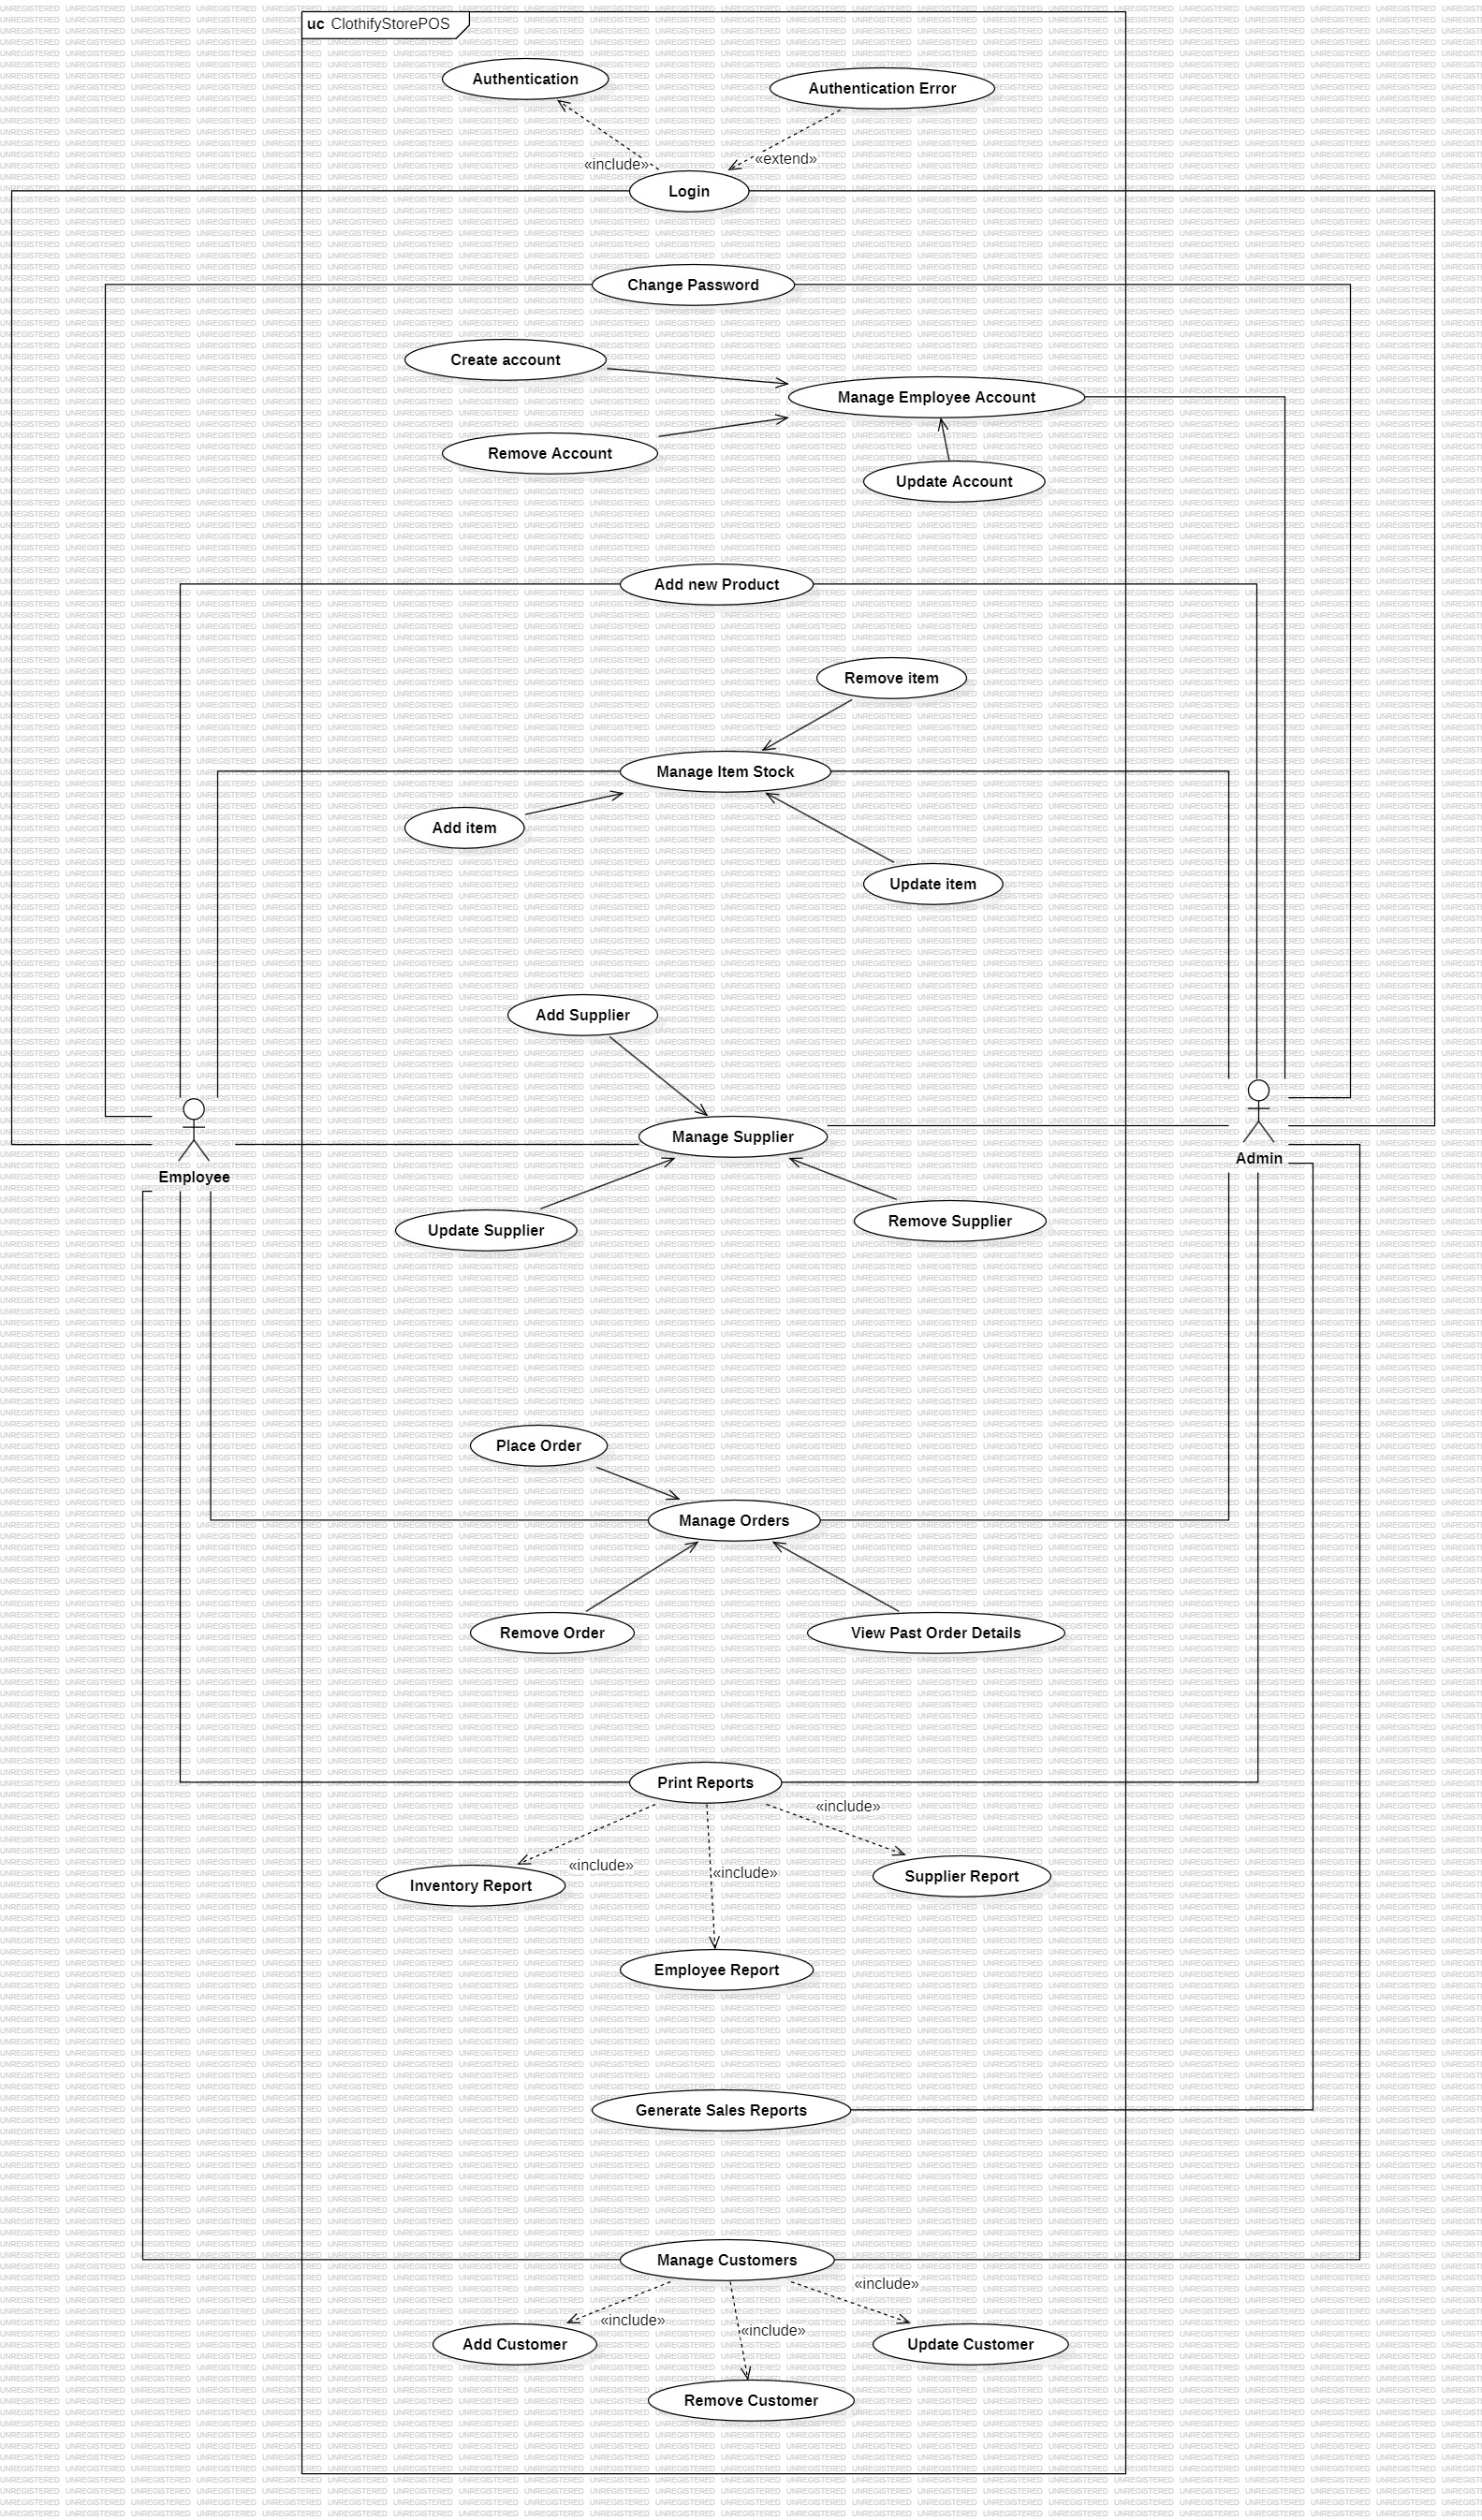 uc ClothifyStorePOS
Authentication
Authentication Error
«include»
«extend»
Login
Change Password
Create account
Manage Employee Account
Remove Account
Update Account
Add new Product
Remove item
Manage Item Stock
Add item
Update item
Add Supplier
Manage Supplier
Employee
Admin
Update Supplier
Remove Supplier
Place Order
Manage Orders
Remove Order
View Past Order Details
Print Reports
«include»
«include»
«include»
Supplier Report
Inventory Report
Employee Report
Generate Sales Reports
Manage Customers
«include»
«include»
«include»
Add Customer
Update Customer
Remove Customer
UNREGISTERED